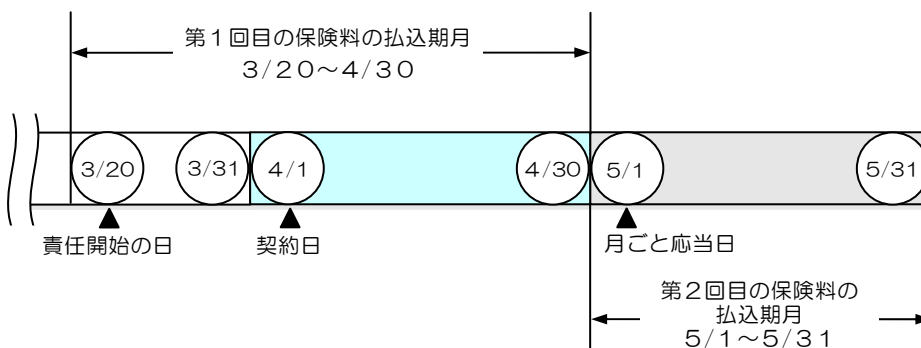 第１回目の保険料の払込期月
３/２０～４/３０
3/20
3/31
4/1
4/30
5/1
5/31
責任開始の日
契約日
月ごと応当日
第２回目の保険料の
払込期月
５/１～５/３１